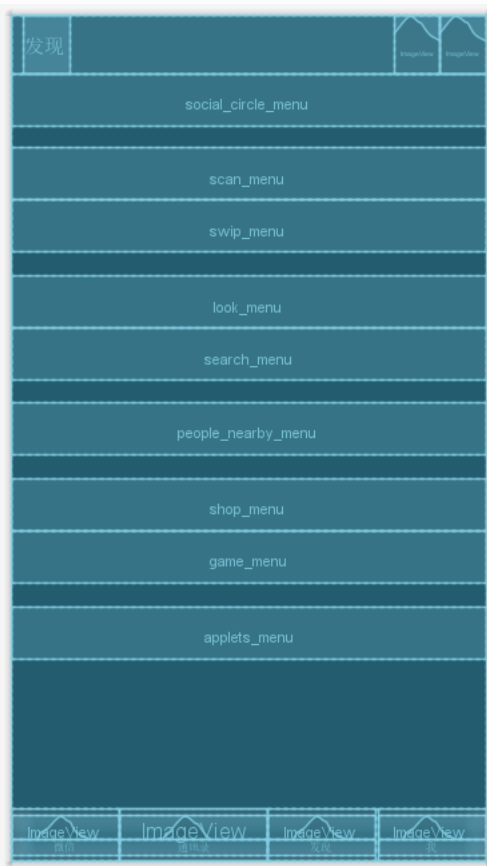 发现
ImageView ImageView
social_circle_menu
scan_menu
swip_menu
look_menu
search_menu
people_nearby_menu
shop_menu
game_menu
applets_menu
ImageView ImageView ImageView ImageView
微信 通讯录 发现 我